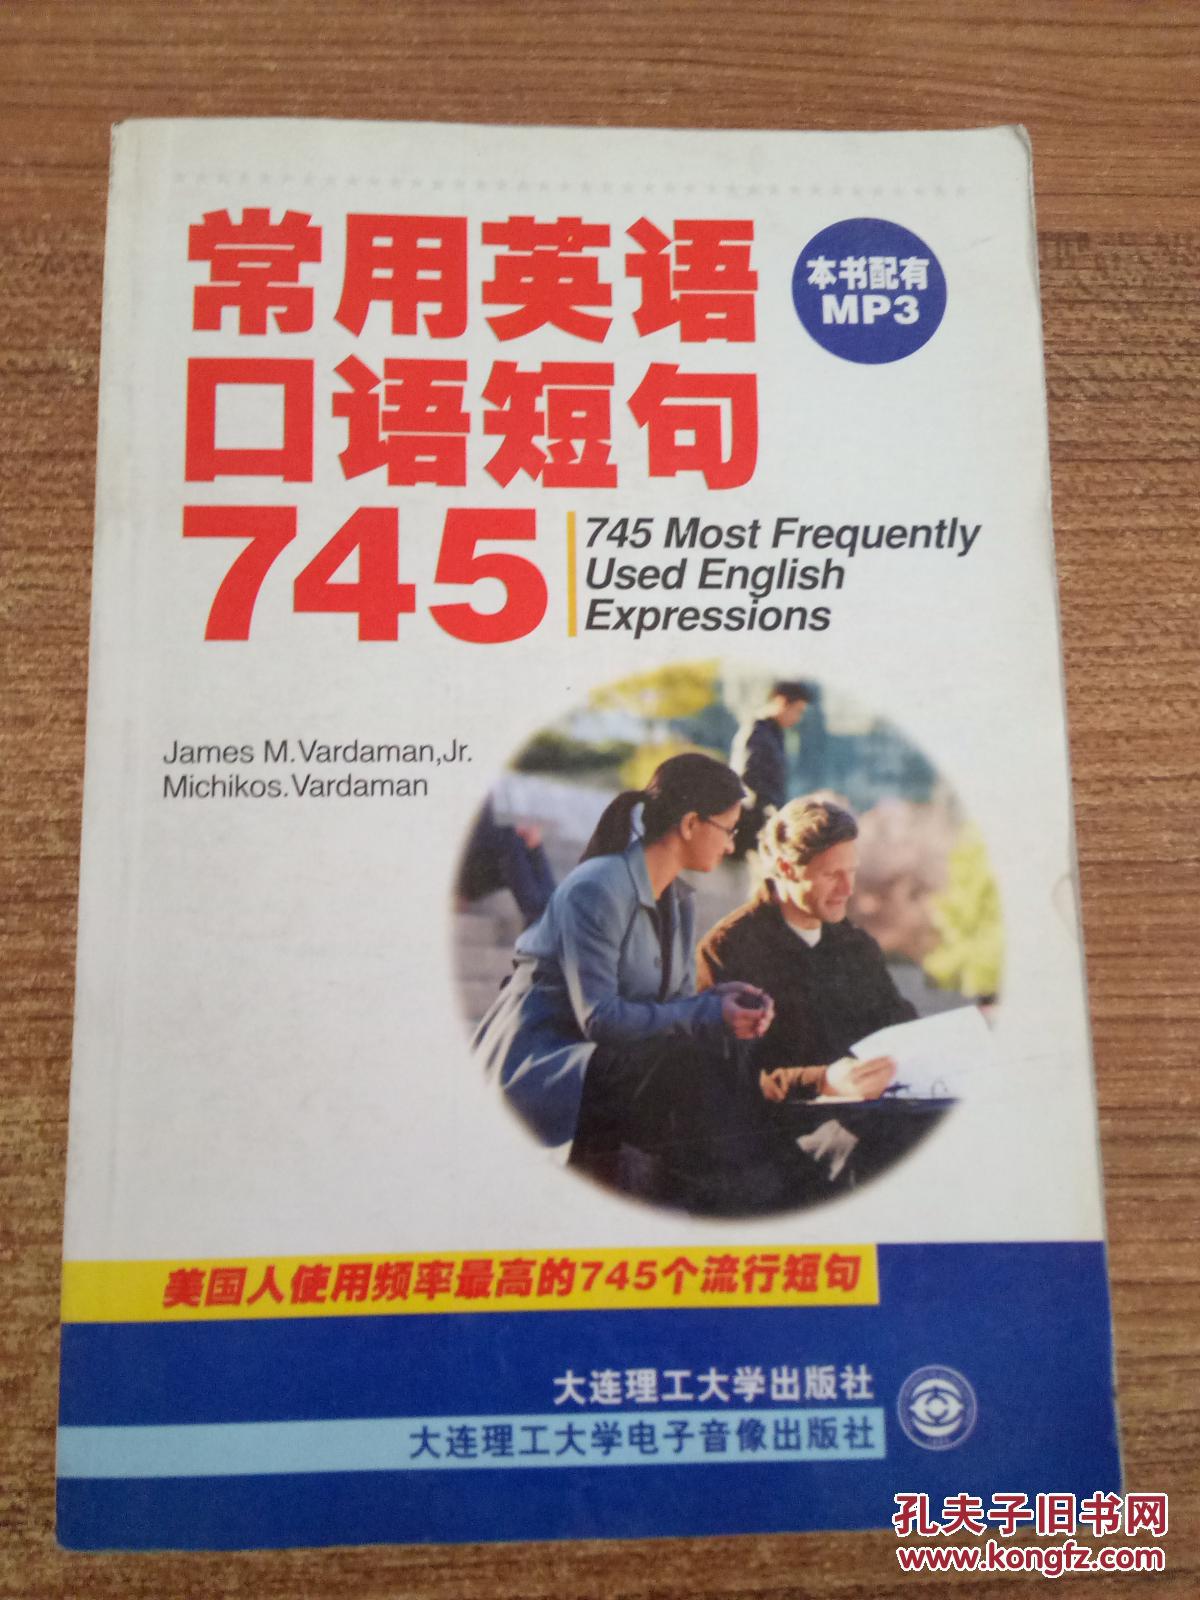 常用英语
口语短句
745
本书配有
MP3
745 Most Frequently
Used English
Expressions
James M.Vardaman,Jr.
Michikos.Vardaman
美国人使用频率最高的745个流行短句
大连理工大学出版社
大连理工大学电子音像出版社
孔夫子旧书网
www.kongfz.com